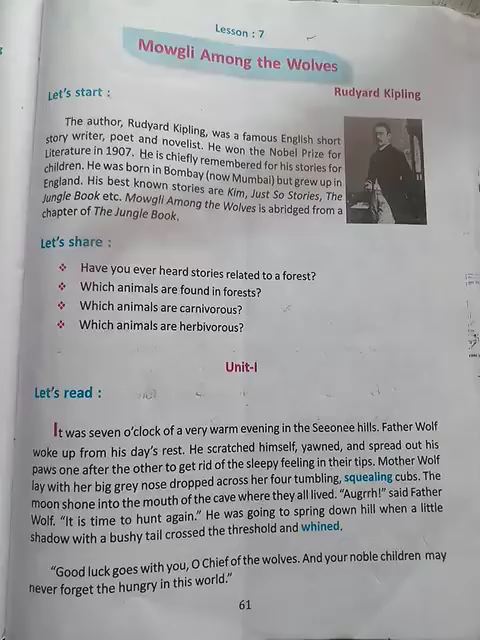 Lesson : 7
Mowgli Among the Wolves
Let's start :
Rudyard Kipling
The author, Rudyard Kipling, was a famous English short
story writer, poet and novelist. He won the Nobel Prize for
Literature in 1907. He is chiefly remembered for his stories for
children. He was born in Bombay (now Mumbai) but grew up in
England. His best known stories are Kim, Just So Stories, The
Jungle Book etc. Mowgli Among the Wolves is abridged from a
chapter of The Jungle Book.
Let's share :
❖ Have you ever heard stories related to a forest?
❖ Which animals are found in forests?
❖ Which animals are carnivorous?
❖ Which animals are herbivorous?
Unit-I
Let's read :
It was seven o'clock of a very warm evening in the Seeonee hills. Father Wolf
woke up from his day's rest. He scratched himself, yawned, and spread out his
paws one after the other to get rid of the sleepy feeling in their tips. Mother Wolf
lay with her big grey nose dropped across her four tumbling, squealing cubs. The
moon shone into the mouth of the cave where they all lived. "Augrrh!" said Father
Wolf. "It is time to hunt again." He was going to spring down hill when a little
shadow with a bushy tail crossed the threshold and whined.
"Good luck goes with you, O Chief of the wolves. And your noble children may
never forget the hungry in this world."
61